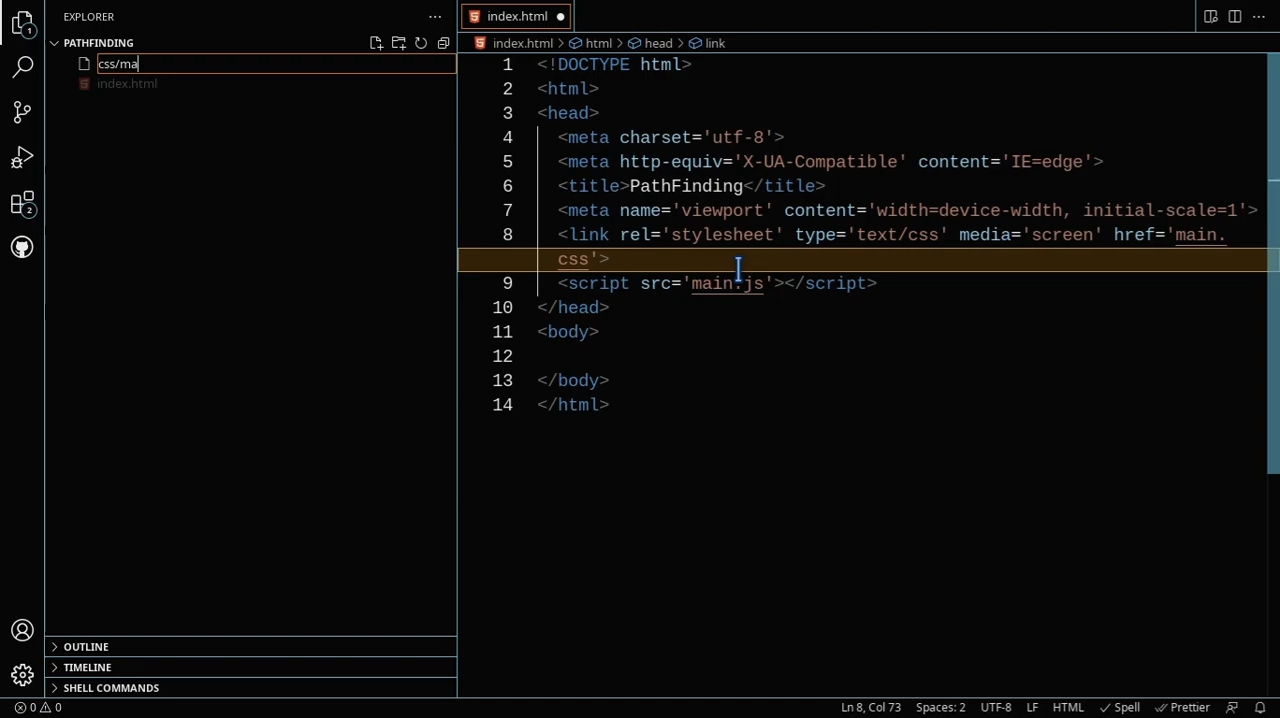 EXPLORER
PATHFINDING
css/ma
index.html
1
2
index.html
index.html > html > head > link
1 <!DOCTYPE html>
2 <html>
3 <head>
4 <meta charset='utf-8'>
5 <meta http-equiv='X-UA-Compatible' content='IE=edge'>
6 <title>PathFinding</title>
7 <meta name='viewport' content='width=device-width, initial-scale=1'>
8 <link rel='stylesheet' type='text/css' media='screen' href='main.
css'>
9 <script src='main.js'></script>
10 </head>
11 <body>
12
13 </body>
14 </html>
OUTLINE
TIMELINE
SHELL COMMANDS
0 0
Ln 8, Col 73 Spaces: 2 UTF-8 LF HTML Spell Prettier